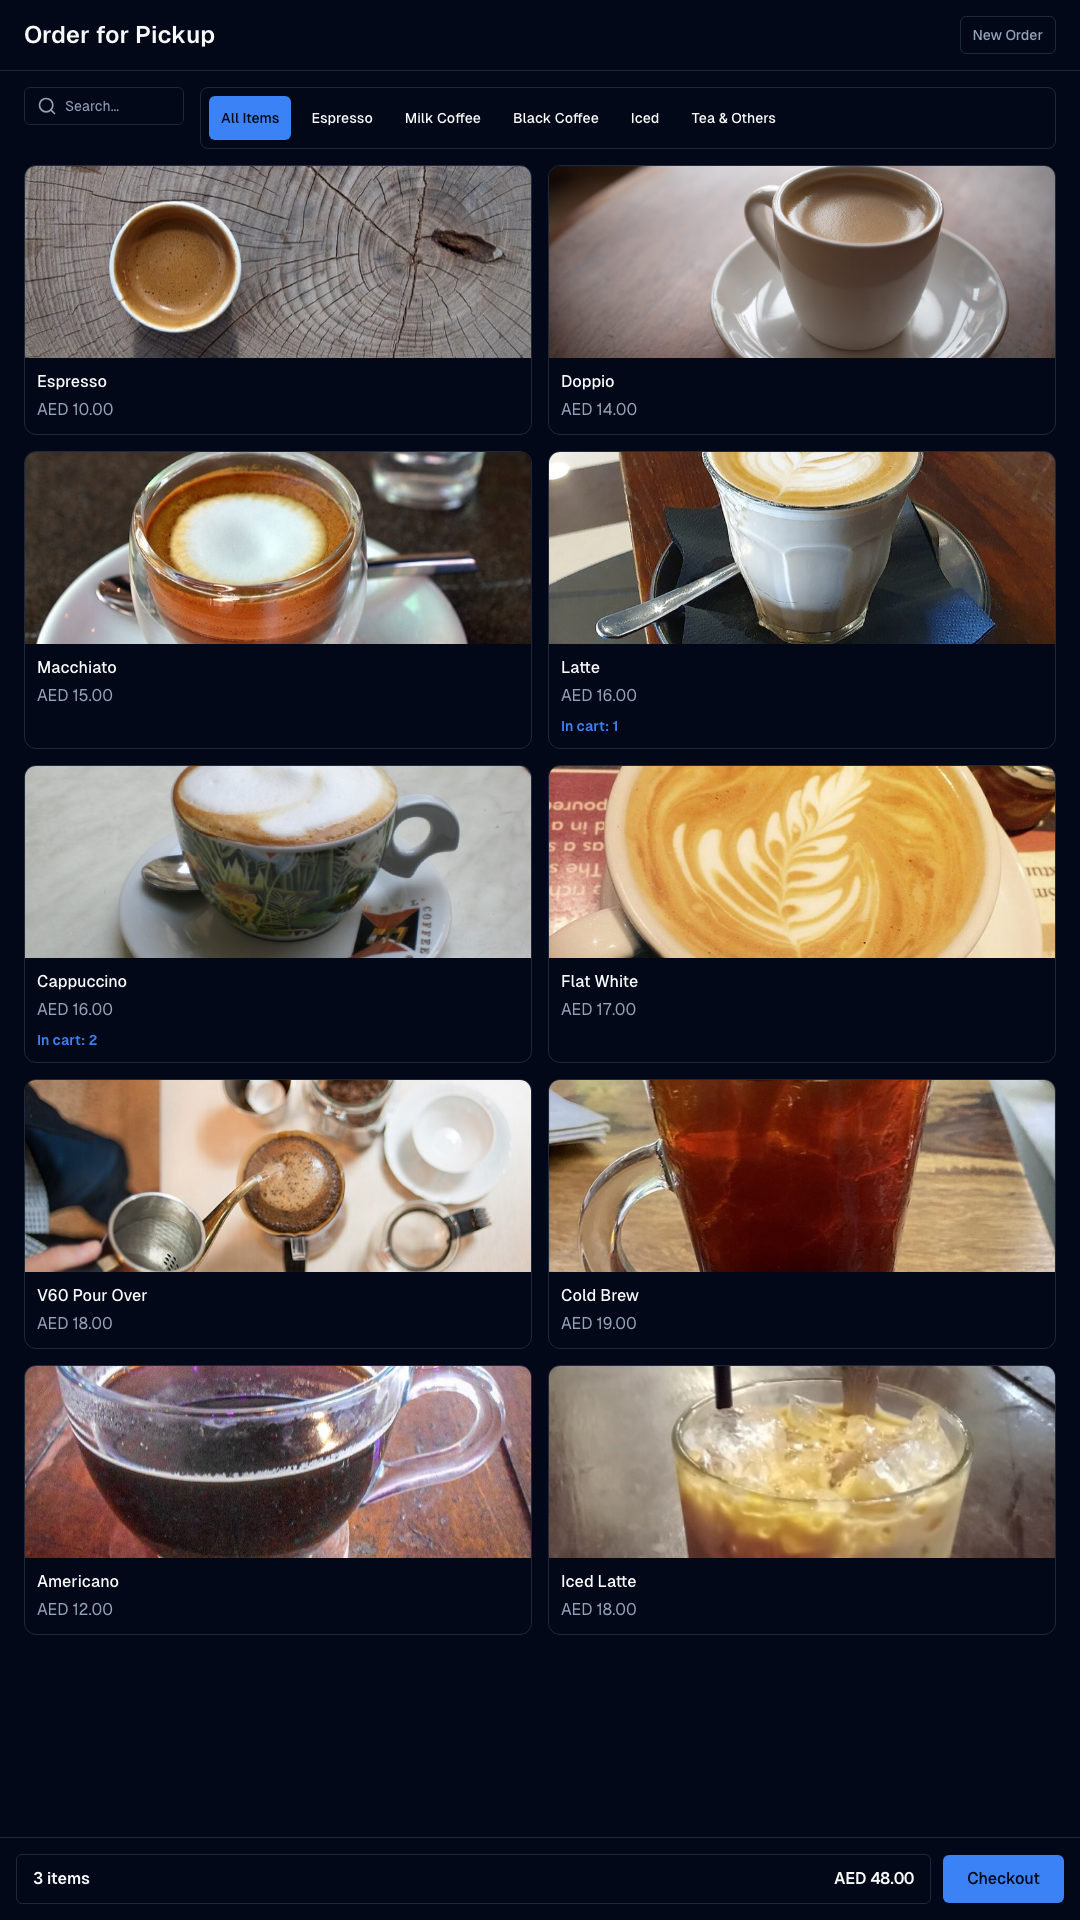 Order for Pickup
New Order
Search...
All Items
Espresso
Milk Coffee
Black Coffee
Iced
Tea & Others
Espresso
AED 10.00
Doppio
AED 14.00
Macchiato
AED 15.00
Latte
AED 16.00
In cart: 1
COFFEE
Cappuccino
AED 16.00
In cart: 2
Flat White
AED 17.00
V60 Pour Over
AED 18.00
Cold Brew
AED 19.00
Americano
AED 12.00
Iced Latte
AED 18.00
3 items
AED 48.00
Checkout